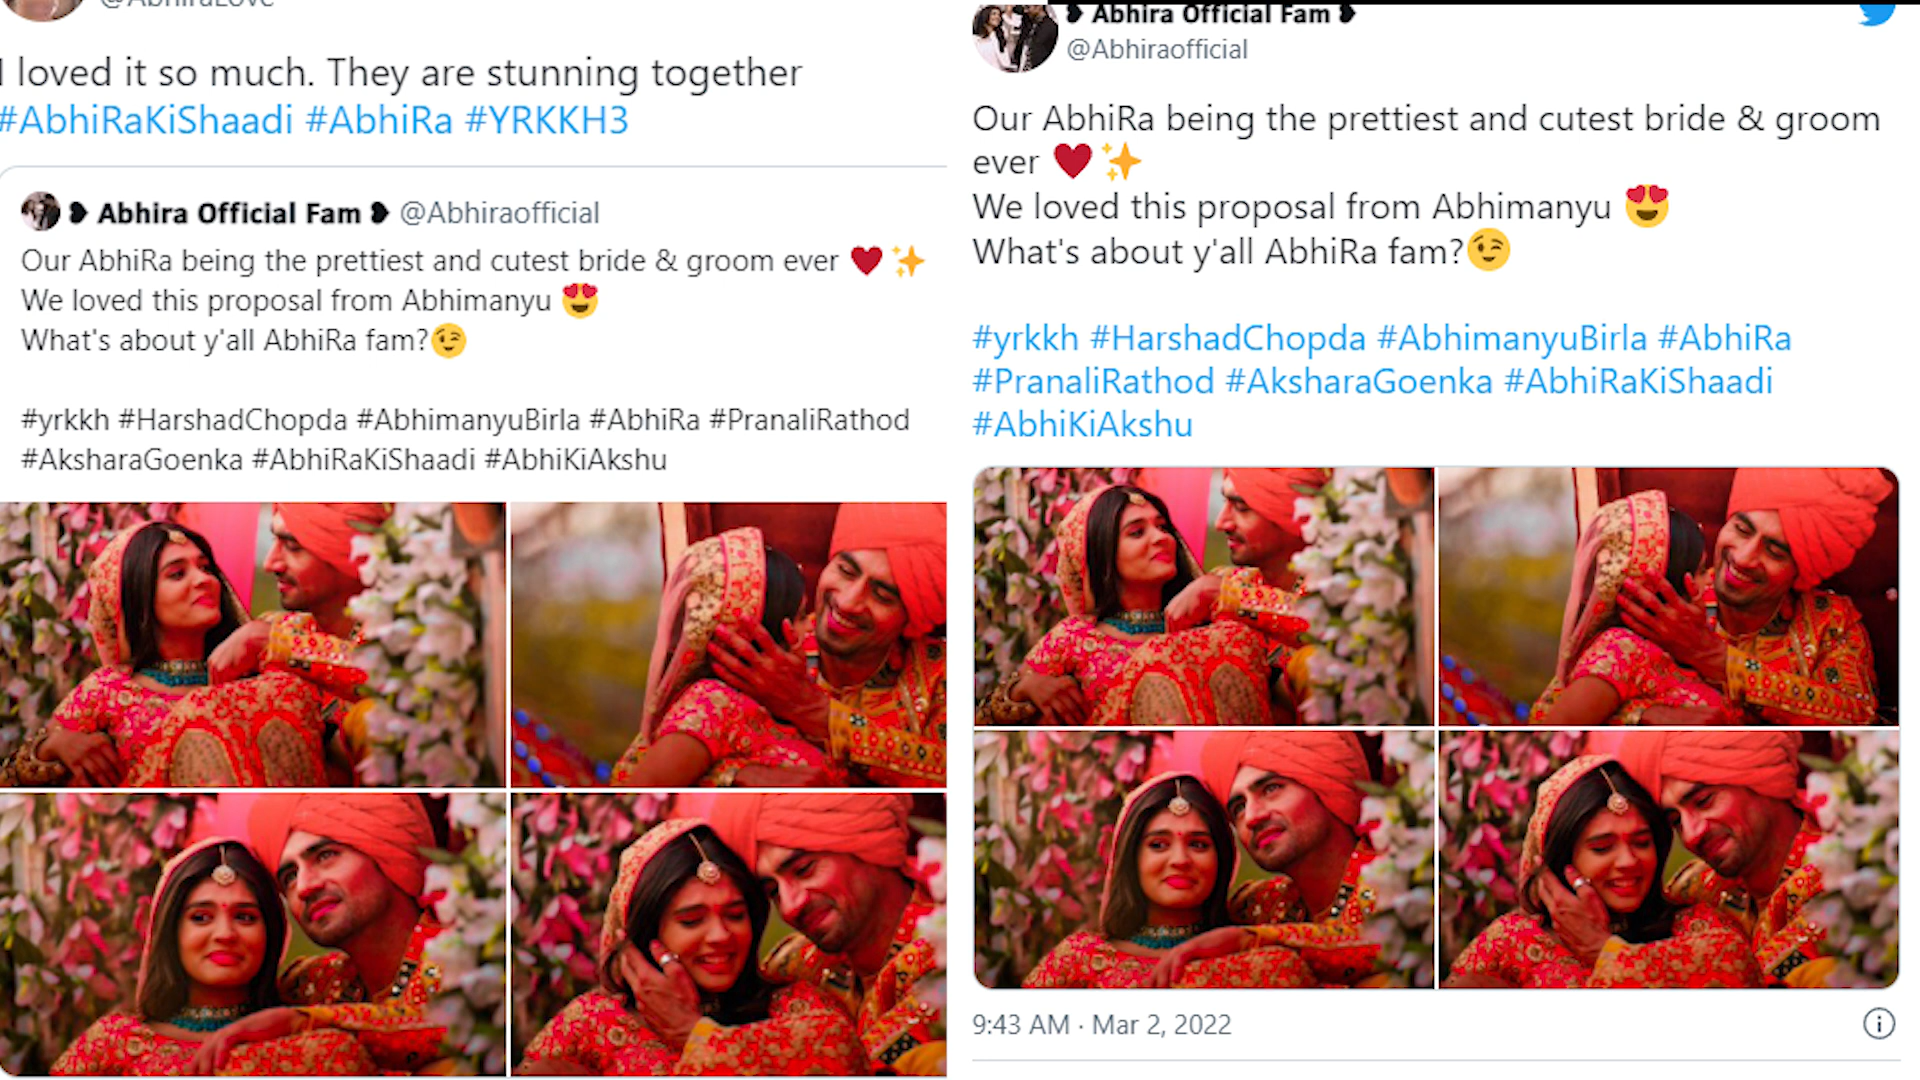 @AbhiraLove
I loved it so much. They are stunning together
#AbhiRaKiShaadi #AbhiRa #YRKKH3
❥ Abhira Official Fam ❥ @Abhiraofficial
Our AbhiRa being the prettiest and cutest bride & groom ever ❤️✨
We loved this proposal from Abhimanyu 😍
What's about y'all AbhiRa fam?😉
#yrkkh #HarshadChopda #AbhimanyuBirla #AbhiRa #PranaliRathod
#AksharaGoenka #AbhiRaKiShaadi #AbhiKiAkshu
❥ Abhira Official Fam ❥
@Abhiraofficial
Our AbhiRa being the prettiest and cutest bride & groom
ever ❤️✨
We loved this proposal from Abhimanyu 😍
What's about y'all AbhiRa fam?😉
#yrkkh #HarshadChopda #AbhimanyuBirla #AbhiRa
#PranaliRathod #AksharaGoenka #AbhiRaKiShaadi
#AbhiKiAkshu
9:43 AM · Mar 2, 2022